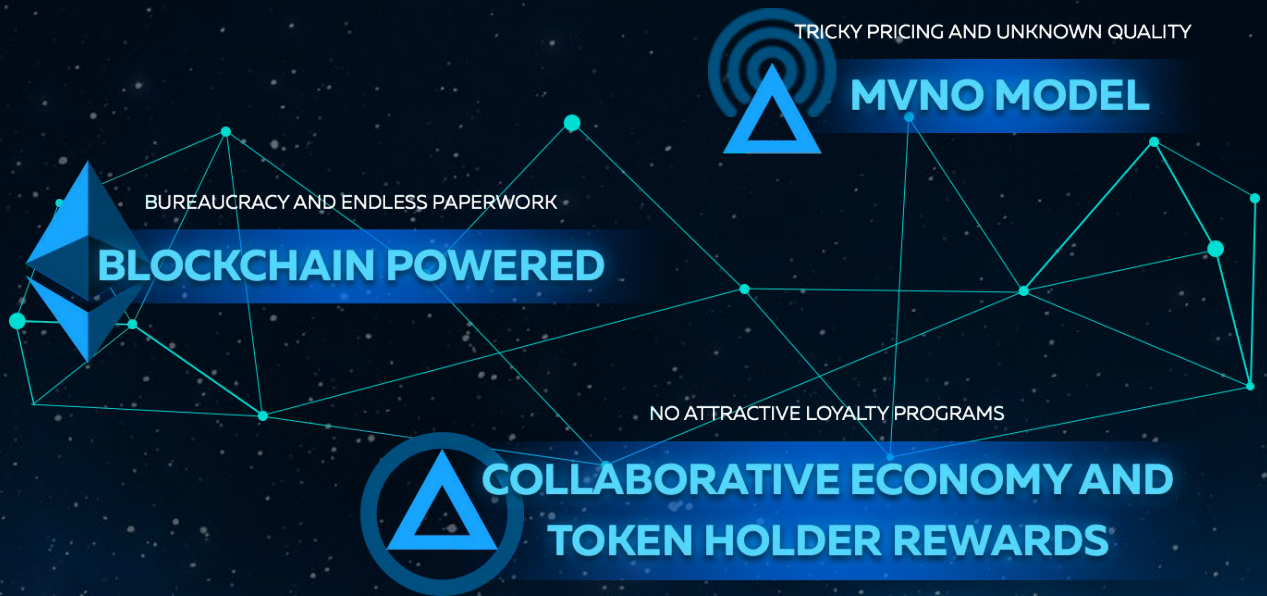 TRICKY PRICING AND UNKNOWN QUALITY
MVNO MODEL
BUREAUCRACY AND ENDLESS PAPERWORK
BLOCKCHAIN POWERED
NO ATTRACTIVE LOYALTY PROGRAMS
COLLABORATIVE ECONOMY AND
TOKEN HOLDER REWARDS